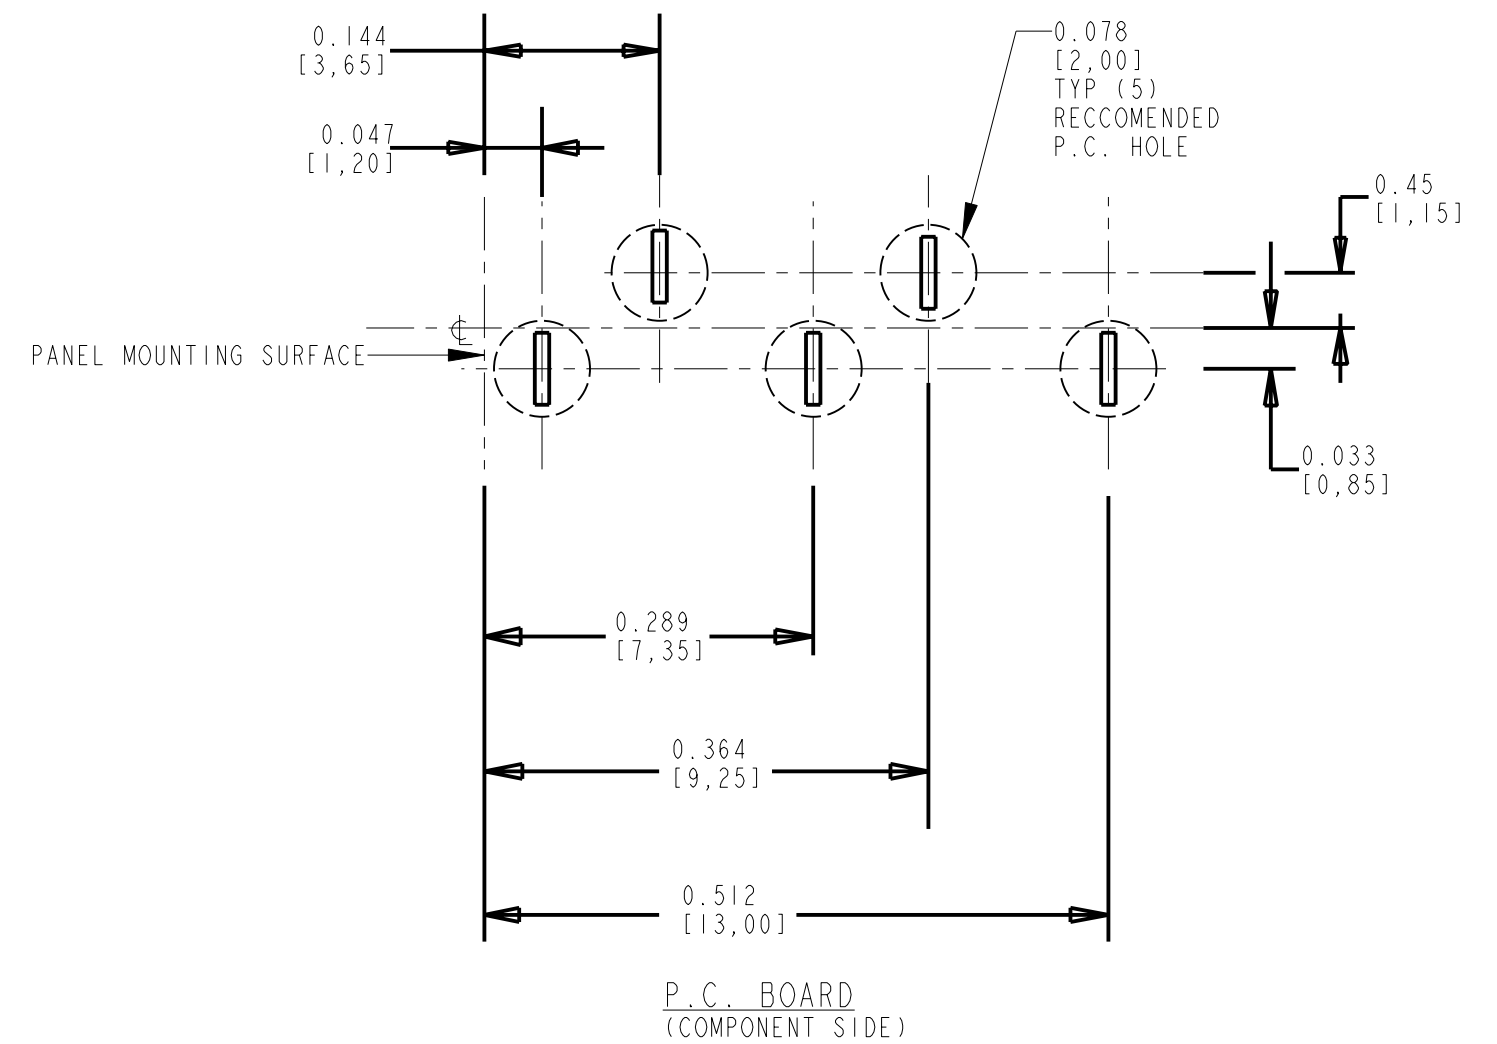 0.144
[3,65]
0.047
[1,20]
0.078
[2,00]
TYP (5)
RECCOMENDED
P.C. HOLE
0.45
[1,15]
℄
PANEL MOUNTING SURFACE
0.033
[0,85]
0.289
[7,35]
0.364
[9,25]
0.512
[13,00]
P.C. BOARD
(COMPONENT SIDE)